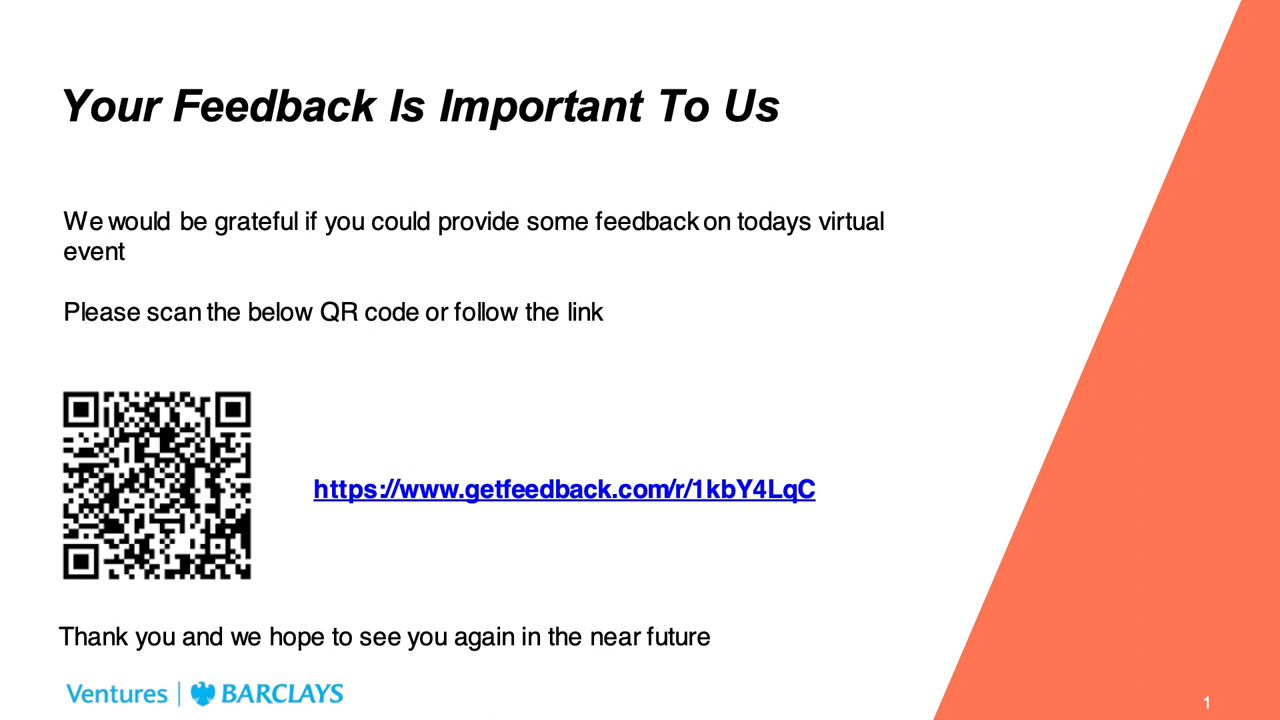 Your Feedback Is Important To Us
We would be grateful if you could provide some feedback on todays virtual
event
Please scan the below QR code or follow the link
https://www.getfeedback.com/r/1kbY4LqC
Thank you and we hope to see you again in the near future
Ventures | BARCLAYS
1